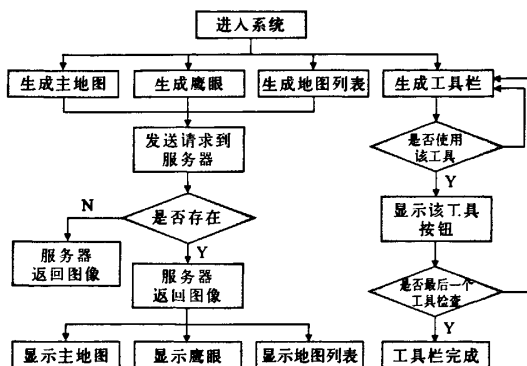 进入系统
生成主地图
生成鹰眼
生成地图列表
生成工具栏
发送请求到
服务器
是否使用
该工具
Y
N
是否存在
显示该工具
按钮
Y
服务器
返回图像
服务器
返回图像
是否最后一个
工具检查
Y
显示主地图
显示鹰眼
显示地图列表
工具栏完成